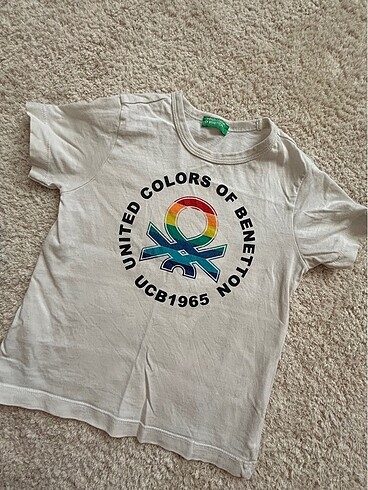 UNITED COLORS OF BENETTON
UCB1965